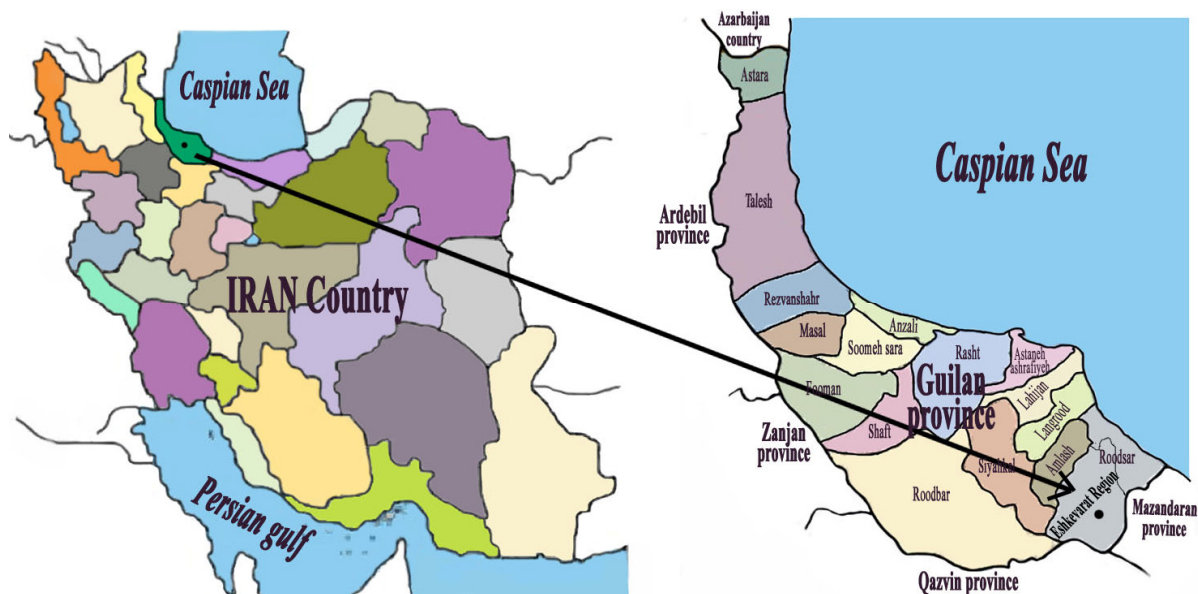 Caspian Sea
IRAN Country
Persian gulf
Azarbaijan
country
Astara
Caspian Sea
Talesh
Ardebil
province
Rezvanshahr
Masal
Anzali
Soomeh sara
Rasht
Astaneh
ashrafiyeh
Fooman
Guilan
province
Lahijan
Langrood
Shaft
Zanjan
province
Siyahkal
Amlash
Roodsar
Roodbar
Eshkevarat Region
Mazandaran
province
Qazvin province